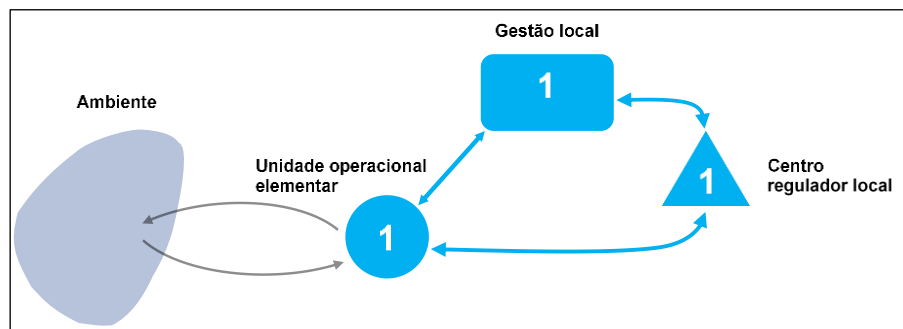 Gestão local
1
Ambiente
Unidade operacional
elementar
1
Centro
regulador local
1